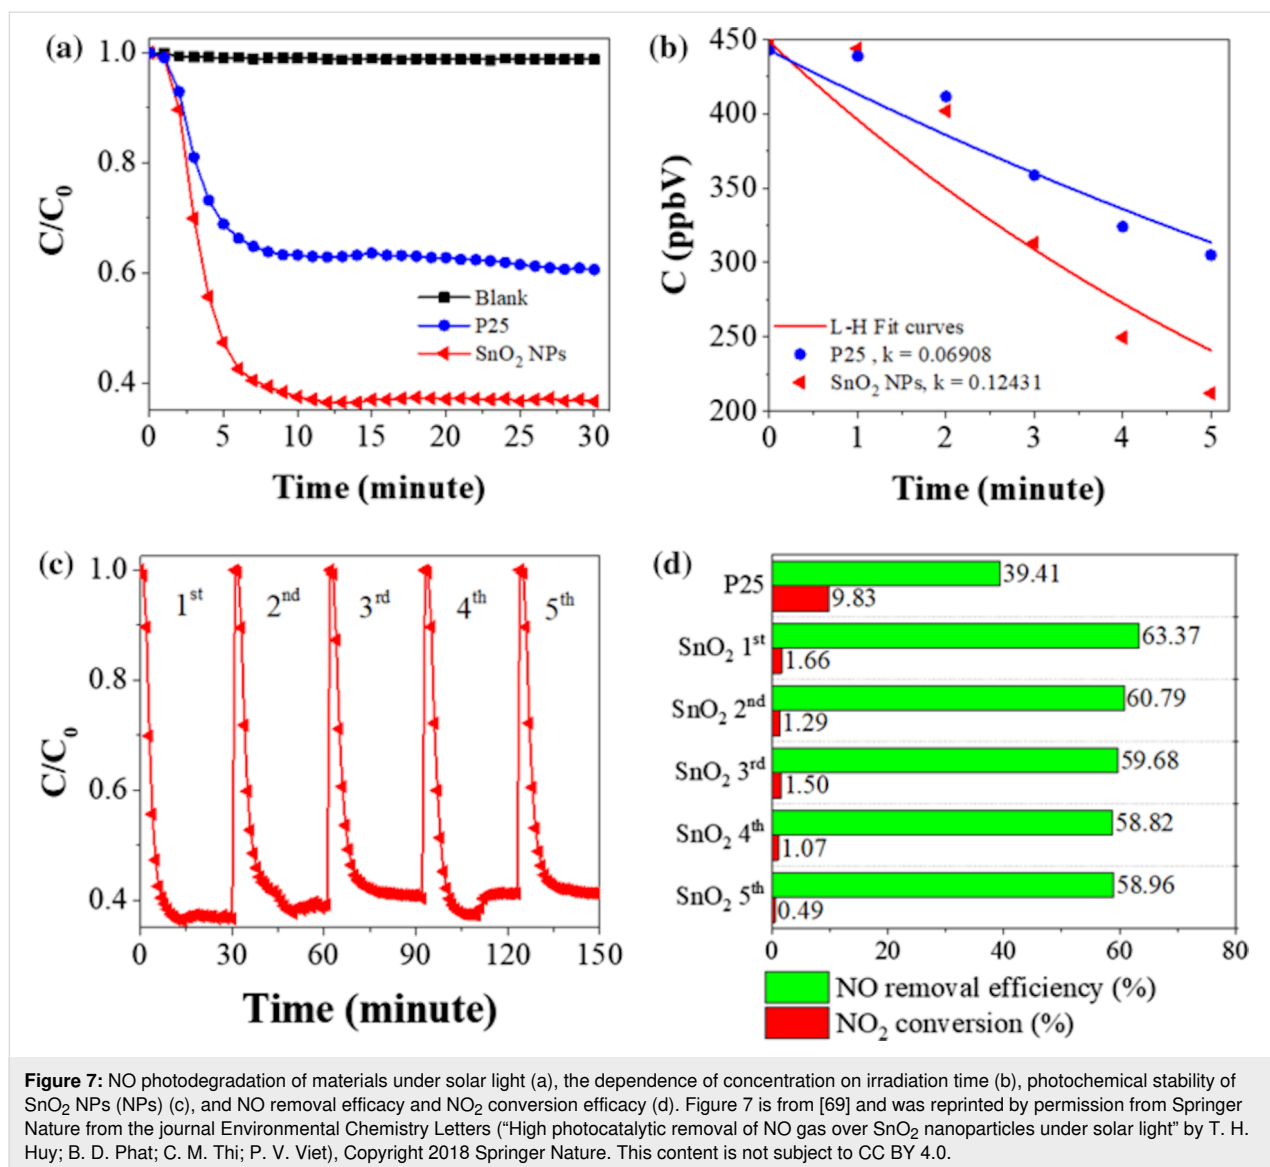 (a)
1.0
0.8
0.6
0.4
C/C₀
Blank
P25
SnO₂ NPs
0 5 10 15 20 25 30
Time (minute)
(b)
450
400
350
300
250
200
C (ppbV)
L-H Fit curves
P25 , k = 0.06908
SnO₂ NPs, k = 0.12431
0 1 2 3 4 5
Time (minute)
(c)
1.0
0.8
0.6
0.4
C/C₀
1ˢᵗ 2ⁿᵈ 3ʳᵈ 4ᵗʰ 5ᵗʰ
0 30 60 90 120 150
Time (minute)
(d)
P25 39.41
9.83
SnO₂ 1ˢᵗ 63.37
1.66
SnO₂ 2ⁿᵈ 60.79
1.29
SnO₂ 3ʳᵈ 59.68
1.50
SnO₂ 4ᵗʰ 58.82
1.07
SnO₂ 5ᵗʰ 58.96
0.49
0 20 40 60 80
NO removal efficiency (%)
NO₂ conversion (%)
Figure 7: NO photodegradation of materials under solar light (a), the dependence of concentration on irradiation time (b), photochemical stability of
SnO₂ NPs (NPs) (c), and NO removal efficacy and NO₂ conversion efficacy (d). Figure 7 is from [69] and was reprinted by permission from Springer
Nature from the journal Environmental Chemistry Letters (“High photocatalytic removal of NO gas over SnO₂ nanoparticles under solar light” by T. H.
Huy; B. D. Phat; C. M. Thi; P. V. Viet), Copyright 2018 Springer Nature. This content is not subject to CC BY 4.0.